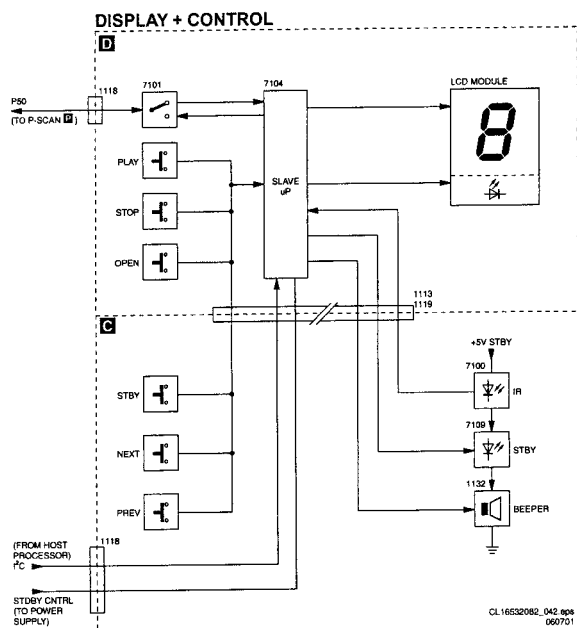 DISPLAY + CONTROL
D
P50
(TO P-SCAN P )
1118
7101
7104
LCD MODULE
8
PLAY
STOP
OPEN
SLAVE
uP
1113
1119
C
+5V STBY
7100
IR
STBY
7109
STBY
NEXT
1132
BEEPER
PREV
(FROM HOST
PROCESSOR)
I²C
1118
STDBY CNTRL
(TO POWER
SUPPLY)
CL16532082_042.eps
060701